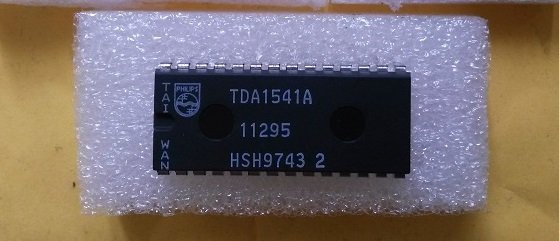 TAI WAN
PHILIPS
TDA1541A
11295
HSH9743 2